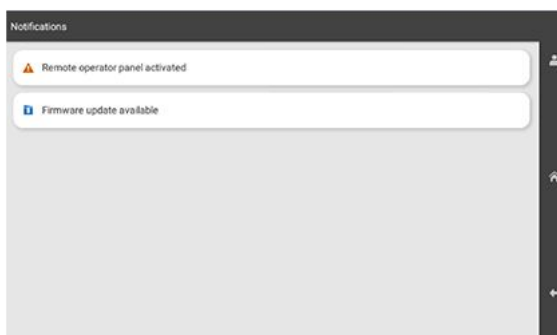 Notifications
Remote operator panel activated
Firmware update available